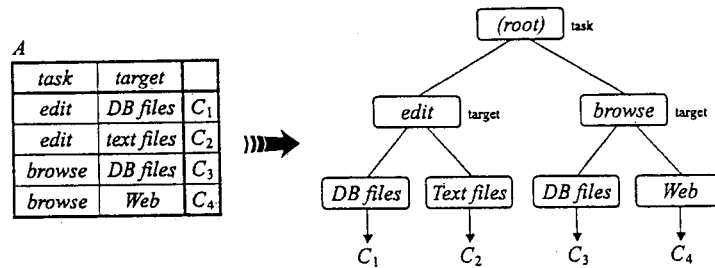 A
task target
edit DB files C1
edit text files C2
browse DB files C3
browse Web C4
(root) task
edit target browse target
DB files Text files DB files Web
C1 C2 C3 C4